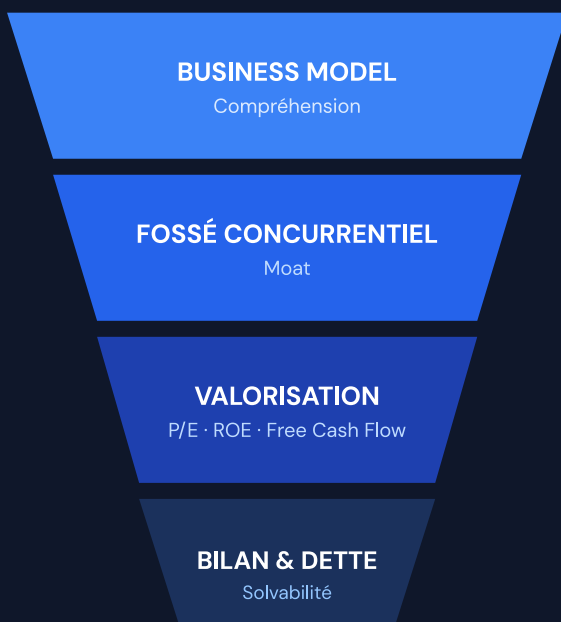 BUSINESS MODEL
Compréhension
FOSSÉ CONCURRENTIEL
Moat
VALORISATION
P/E · ROE · Free Cash Flow
BILAN & DETTE
Solvabilité